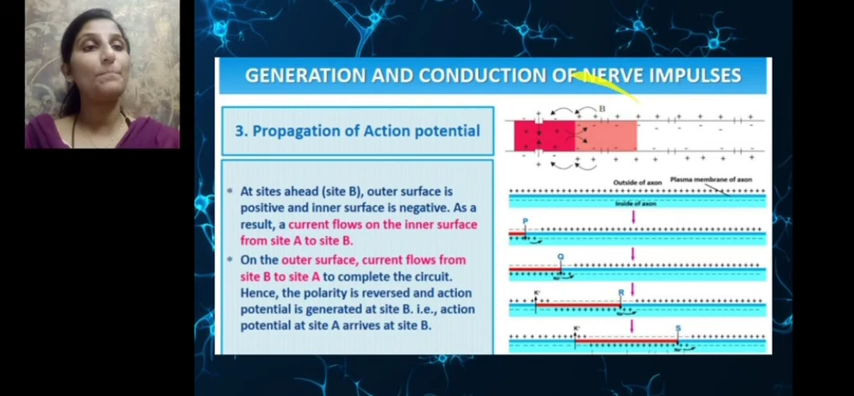 GENERATION AND CONDUCTION OF NERVE IMPULSES
3. Propagation of Action potential
• At sites ahead (site B), outer surface is
positive and inner surface is negative. As a
result, a current flows on the inner surface
from site A to site B.
• On the outer surface, current flows from
site B to site A to complete the circuit.
Hence, the polarity is reversed and action
potential is generated at site B. i.e., action
potential at site A arrives at site B.
B
Outside of axon
Plasma membrane of axon
Inside of axon
P
Q
K⁺
R
K⁺
S